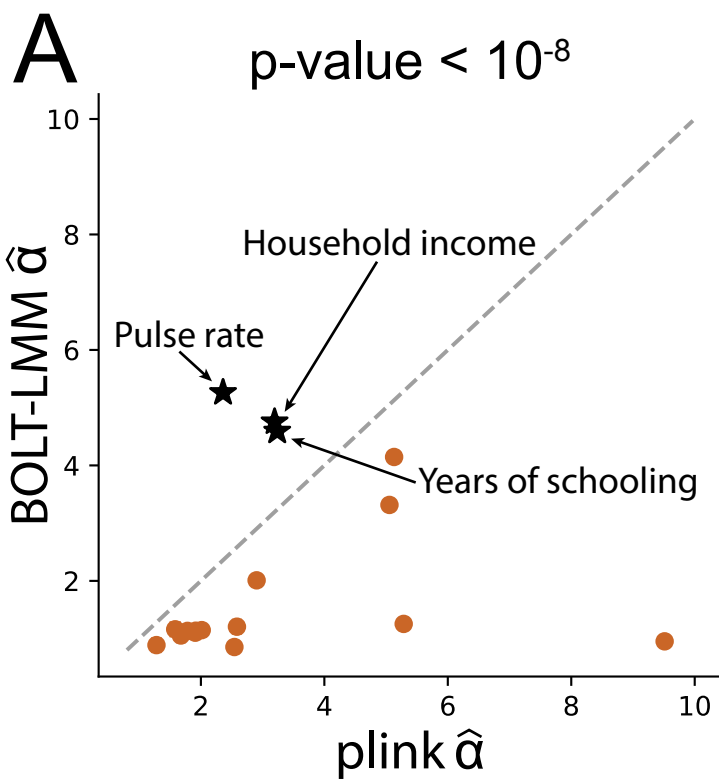 A
p-value < 10⁻⁸
10
8
6
4
2
BOLT-LMM α̂
Household income
Pulse rate
Years of schooling
2 4 6 8 10
plink α̂